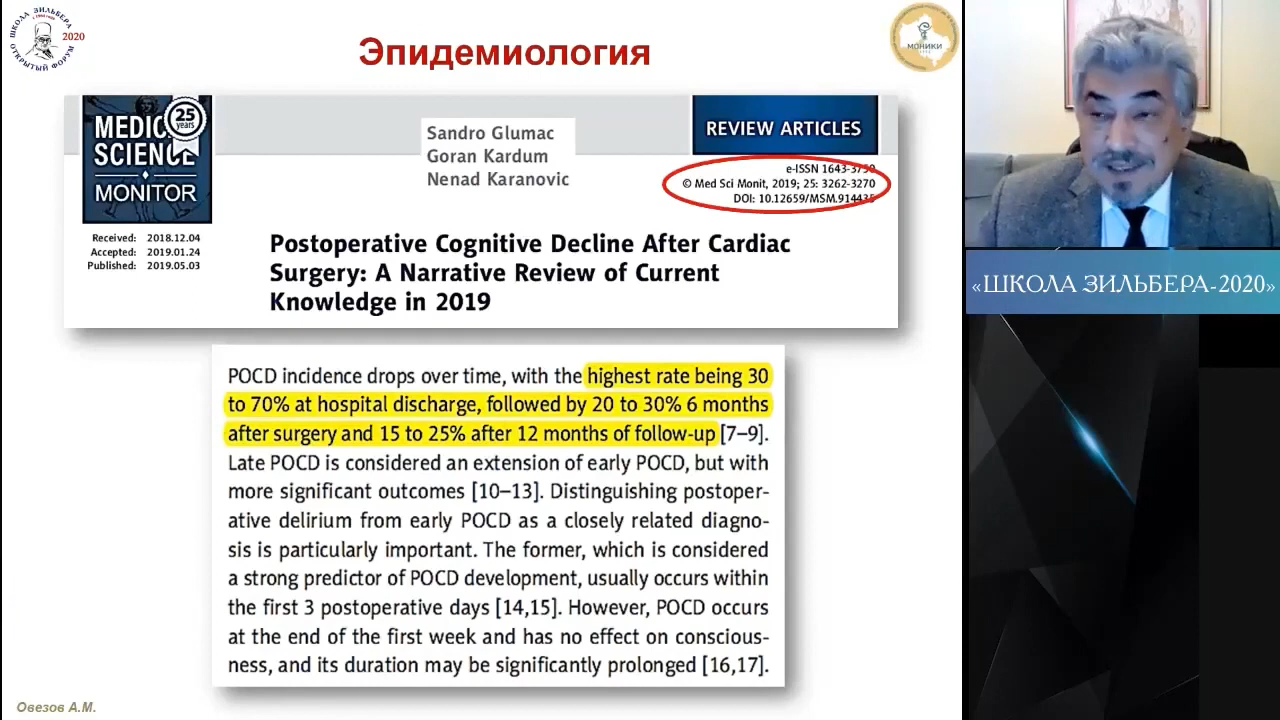 ШКОЛА ЗИЛЬБЕРА
ОТКРЫТЫЙ ФОРУМ
2020
Эпидемиология
МОНИКИ
25
years
SCIENCE
MONITOR
Sandro Glumac
Goran Kardum
Nenad Karanovic
REVIEW ARTICLES
e-ISSN
© Med Sci Monit, 2019; 25: 3262-3270
DOI:
Received: 2018.12.04
Accepted: 2019.01.24
Published: 2019.05.03
Postoperative Cognitive Decline After Cardiac
Surgery: A Narrative Review of Current
Knowledge in 2019
POCD incidence drops over time, with the highest rate being 30
to 70% at hospital discharge, followed by 20 to 30% 6 months
after surgery and 15 to 25% after 12 months of follow-up [7–9].
Late POCD is considered an extension of early POCD, but with
more significant outcomes [10–13]. Distinguishing postoper-
ative delirium from early POCD as a closely related diagno-
sis is particularly important. The former, which is considered
a strong predictor of POCD development, usually occurs within
the first 3 postoperative days [14,15]. However, POCD occurs
at the end of the first week and has no effect on conscious-
ness, and its duration may be significantly prolonged [16,17].
«ШКОЛА ЗИЛЬБЕРА-2020»
Овезов А.М.